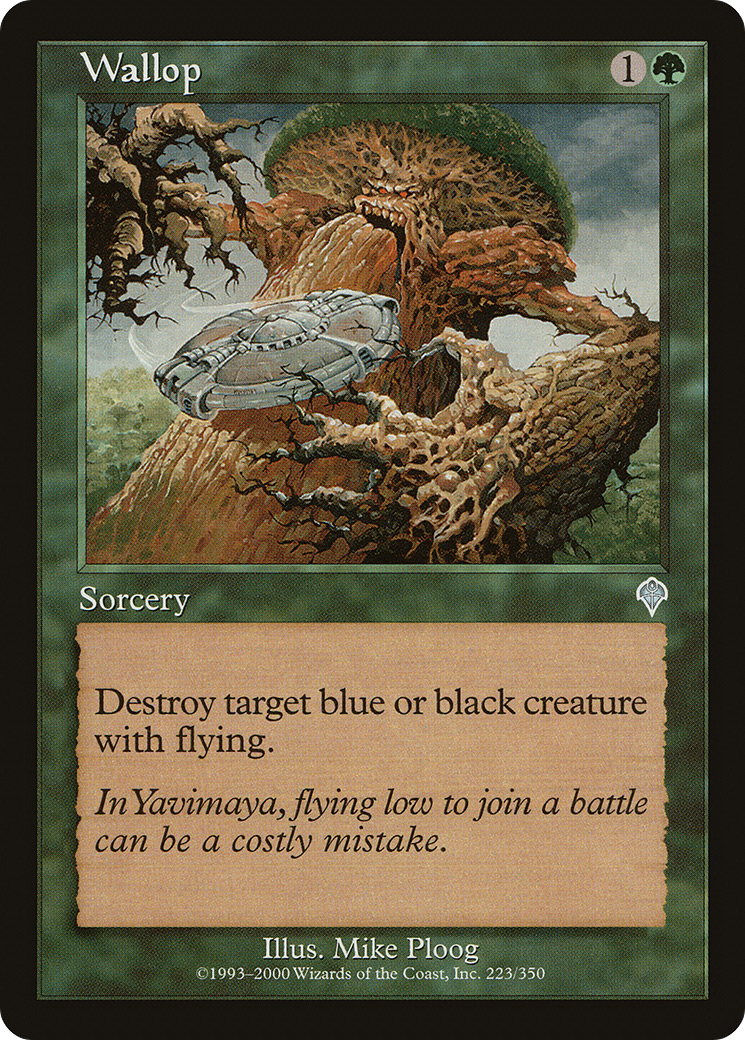 Wallop
1
Sorcery
Destroy target blue or black creature
with flying.
In Yavimaya, flying low to join a battle
can be a costly mistake.
Illus. Mike Ploog
©1993–2000 Wizards of the Coast, Inc. 223/350